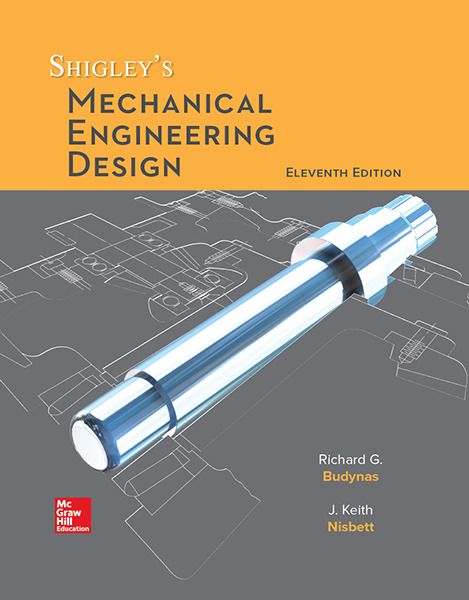 SHIGLEY'S
MECHANICAL
ENGINEERING
DESIGN
ELEVENTH EDITION
Richard G.
Budynas
J. Keith
Nisbett
Mc
Graw
Hill
Education